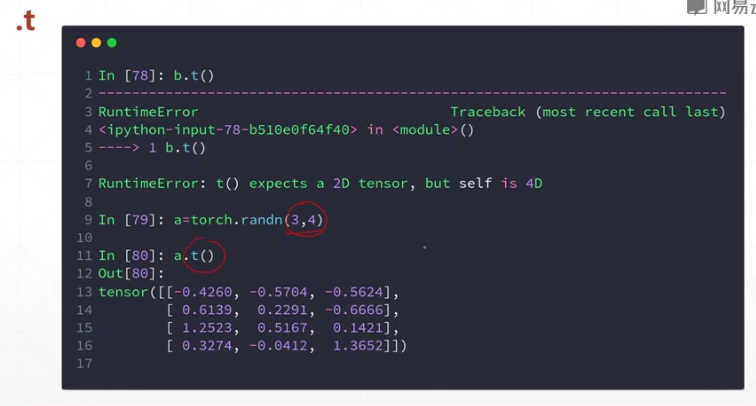 .t
网易云
1 In [78]: b.t()
2 --------------------------------------------------------------------------
3 RuntimeError                              Traceback (most recent call last)
4 <ipython-input-78-b510e0f64f40> in <module>()
5 ----> 1 b.t()
6
7 RuntimeError: t() expects a 2D tensor, but self is 4D
8
9 In [79]: a=torch.randn(3,4)
10
11 In [80]: a.t()
12 Out[80]:
13 tensor([[-0.4260, -0.5704, -0.5624],
14         [ 0.6139,  0.2291, -0.6666],
15         [ 1.2523,  0.5167,  0.1421],
16         [ 0.3274, -0.0412,  1.3652]])
17